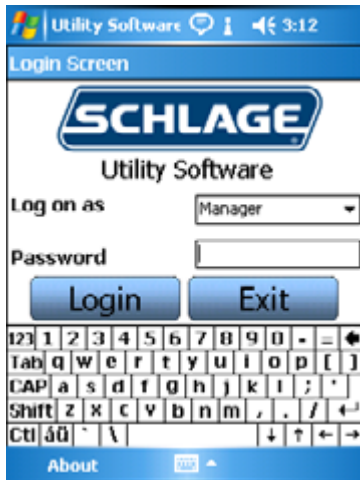 Utility Software 3:12
Login Screen
SCHLAGE
Utility Software
Log on as Manager
Password
Login Exit
123 1 2 3 4 5 6 7 8 9 0 - =
Tab q w e r t y u i o p [ ]
CAP a s d f g h j k l ; '
Shift z x c v b n m , . /
Ctl áü ` \
About